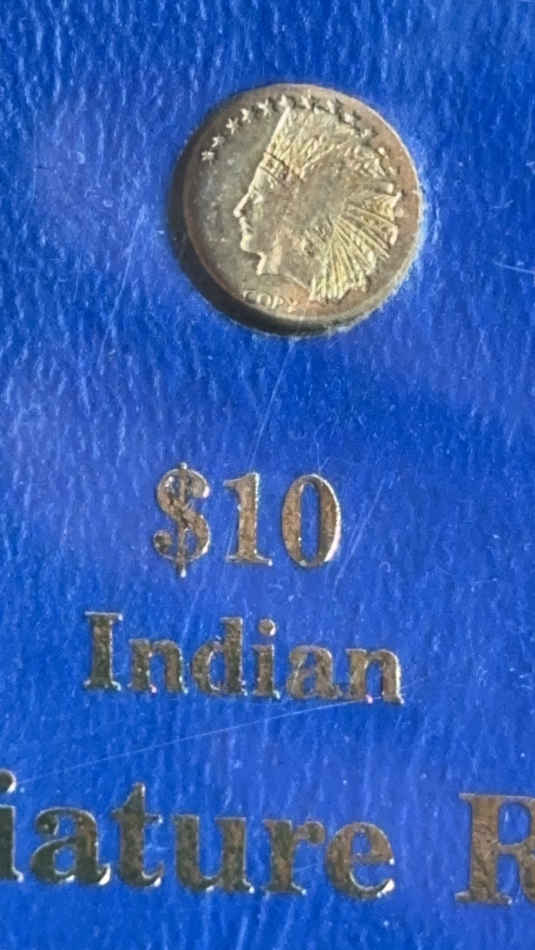 COPY
$10
Indian
iature R